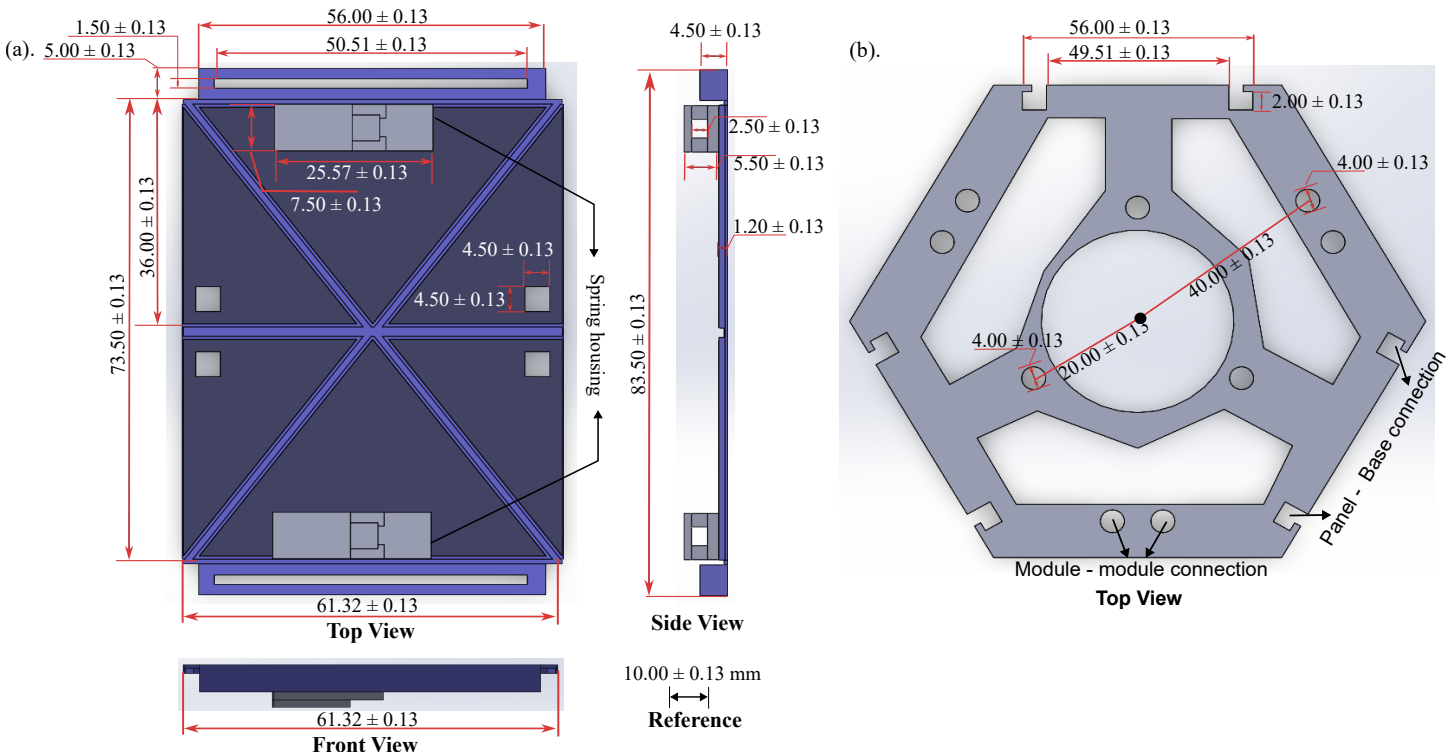 (a).
56.00 ± 0.13
1.50 ± 0.13
50.51 ± 0.13
5.00 ± 0.13
25.57 ± 0.13
7.50 ± 0.13
36.00 ± 0.13
73.50 ± 0.13
4.50 ± 0.13
4.50 ± 0.13
Spring housing
61.32 ± 0.13
Top View
61.32 ± 0.13
Front View
4.50 ± 0.13
2.50 ± 0.13
5.50 ± 0.13
1.20 ± 0.13
83.50 ± 0.13
Side View
10.00 ± 0.13 mm
Reference
(b).
56.00 ± 0.13
49.51 ± 0.13
2.00 ± 0.13
4.00 ± 0.13
40.00 ± 0.13
4.00 ± 0.13
20.00 ± 0.13
Panel - Base connection
Module - module connection
Top View